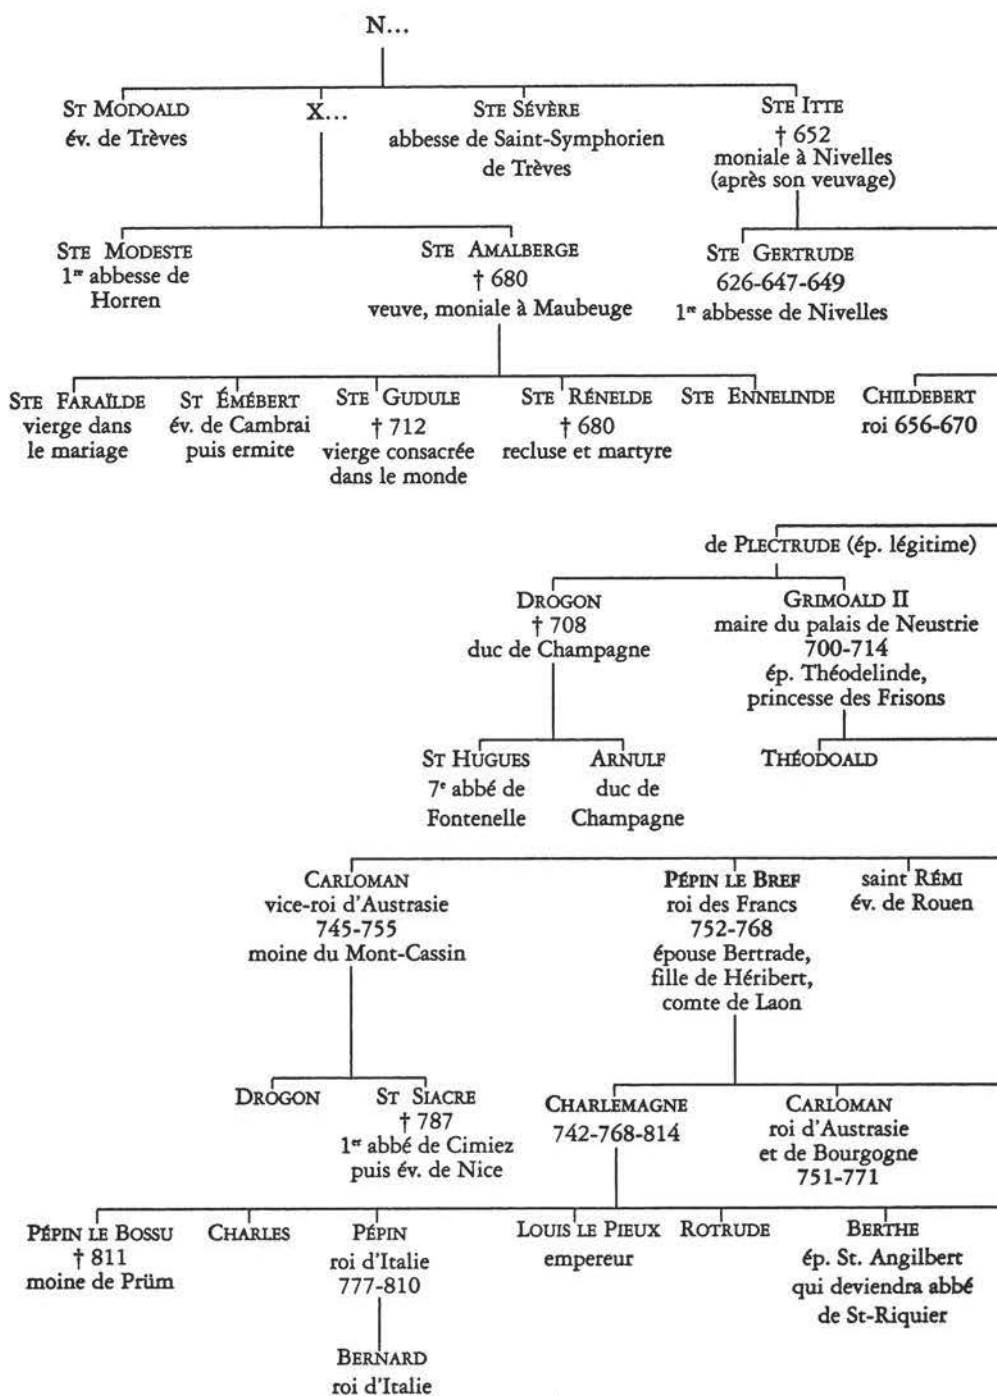 N...
ST MODOALD
év. de Trèves
X...
STE SÉVÈRE
abbesse de Saint-Symphorien
de Trèves
STE ITTE
† 652
moniale à Nivelles
(après son veuvage)
STE MODESTE
1re abbesse de
Horren
STE AMALBERGE
† 680
veuve, moniale à Maubeuge
STE GERTRUDE
626-647-649
1re abbesse de Nivelles
STE FARAÏLDE
vierge dans
le mariage
ST ÉMÉBERT
év. de Cambrai
puis ermite
STE GUDULE
† 712
vierge consacrée
dans le monde
STE RÉNELDE
† 680
recluse et martyre
STE ENNELINDE
CHILDEBERT
roi 656-670
de PLECTRUDE (ép. légitime)
DROGON
† 708
duc de Champagne
GRIMOALD II
maire du palais de Neustrie
700-714
ép. Théodelinde,
princesse des Frisons
ST HUGUES
7e abbé de
Fontenelle
ARNULF
duc de
Champagne
THÉODOALD
CARLOMAN
vice-roi d'Austrasie
745-755
moine du Mont-Cassin
PÉPIN LE BREF
roi des Francs
752-768
épouse Bertrade,
fille de Héribert,
comte de Laon
saint RÉMI
év. de Rouen
DROGON
ST SIACRE
† 787
1er abbé de Cimiez
puis év. de Nice
CHARLEMAGNE
742-768-814
CARLOMAN
roi d'Austrasie
et de Bourgogne
751-771
PÉPIN LE BOSSU
† 811
moine de Prüm
CHARLES
PÉPIN
roi d'Italie
777-810
LOUIS LE PIEUX
empereur
ROTRUDE
BERTHE
ép. St. Angilbert
qui deviendra abbé
de St-Riquier
BERNARD
roi d'Italie